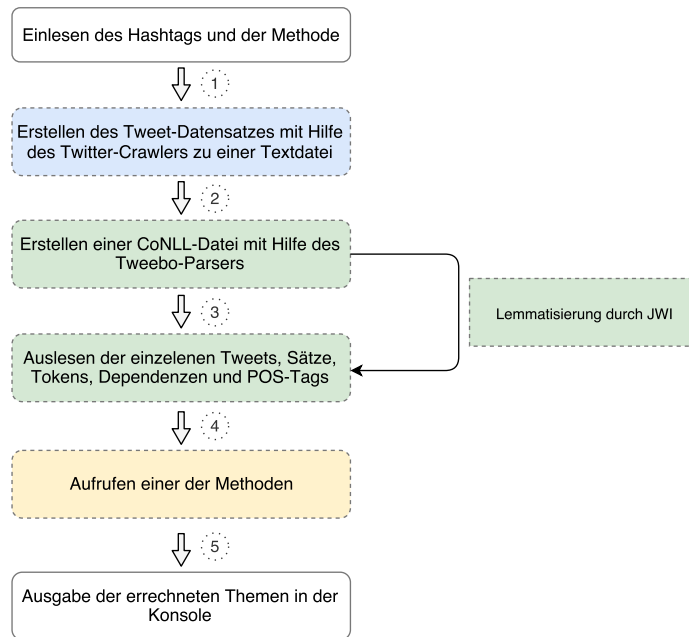 Einlesen des Hashtags und der Methode
1
Erstellen des Tweet-Datensatzes mit Hilfe
des Twitter-Crawlers zu einer Textdatei
2
Erstellen einer CoNLL-Datei mit Hilfe des
Tweebo-Parsers
Lemmatisierung durch JWI
3
Auslesen der einzelenen Tweets, Sätze,
Tokens, Dependenzen und POS-Tags
4
Aufrufen einer der Methoden
5
Ausgabe der errechneten Themen in der
Konsole